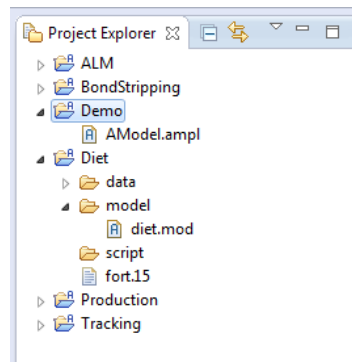 Project Explorer
ALM
BondStripping
Demo
AModel.ampl
Diet
data
model
diet.mod
script
fort.15
Production
Tracking